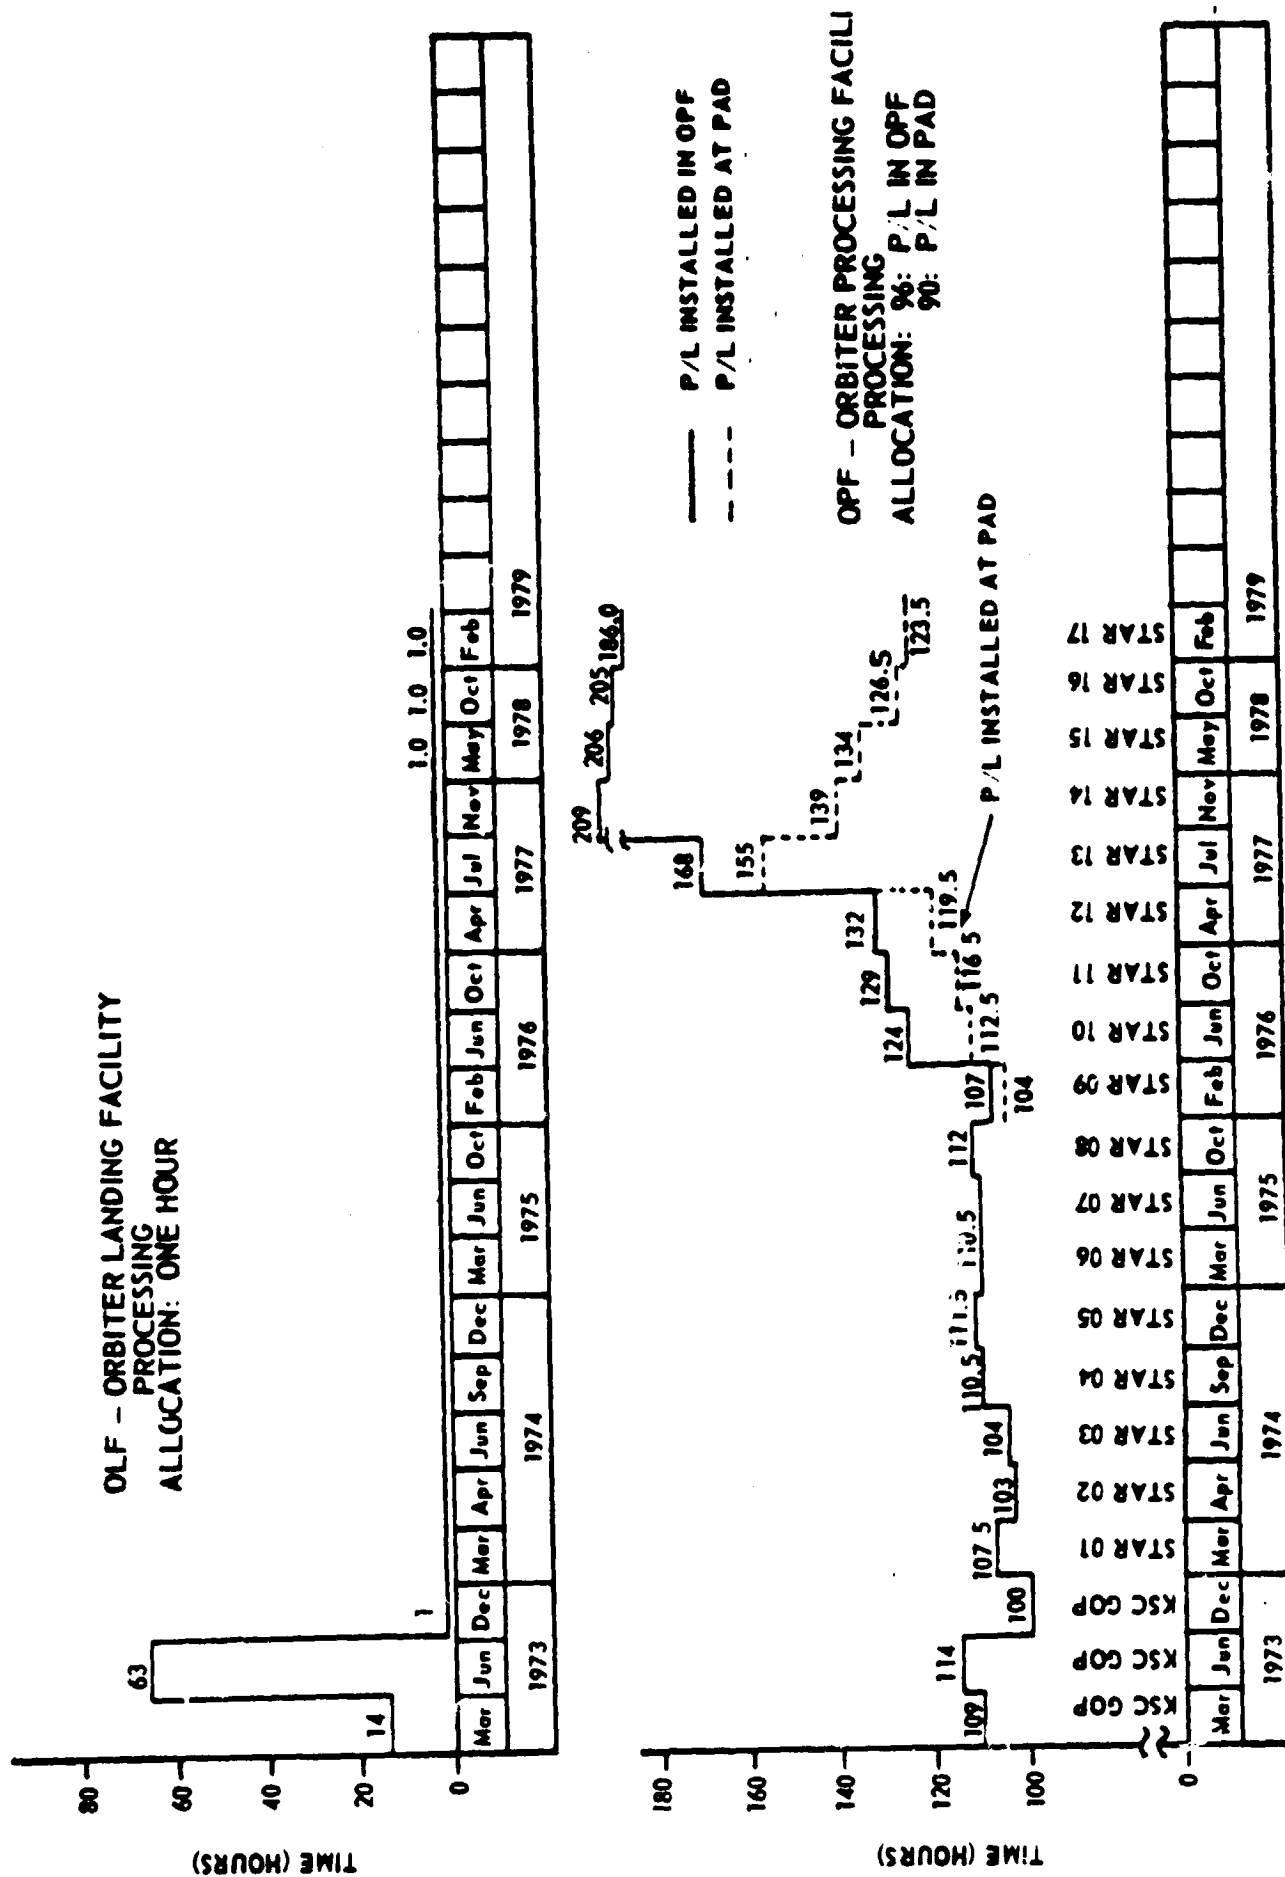 OLF – ORBITER LANDING FACILITY
PROCESSING
ALLOCATION: ONE HOUR
TIME (HOURS)
80
60
40
20
0
14
63
1
1.0 1.0 1.0
Mar Jun Dec Mar Apr Jun Sep Dec Mar Jun Oct Feb Jun Oct Apr Jul Nov May Oct Feb
1973 1974 1975 1976 1977 1978 1979
P/L INSTALLED IN OPF
P/L INSTALLED AT PAD
OPF – ORBITER PROCESSING FACILI
PROCESSING
ALLOCATION: 96: P/L IN OPF
90: P/L IN PAD
TIME (HOURS)
180
160
140
120
100
0
109
114
100
107 5
103
104
110.5
111.5
110.5
112
107
124
129
132
168
209
206
205
186.0
104
112.5
116 5
119.5
155
139
134
126.5
123.5
P/L INSTALLED AT PAD
KSC GOP
KSC GOP
KSC GOP
STAR 01
STAR 02
STAR 03
STAR 04
STAR 05
STAR 06
STAR 07
STAR 08
STAR 09
STAR 10
STAR 11
STAR 12
STAR 13
STAR 14
STAR 15
STAR 16
STAR 17
Mar Jun Dec Mar Apr Jun Sep Dec Mar Jun Oct Feb Jun Oct Apr Jul Nov May Oct Feb
1973 1974 1975 1976 1977 1978 1979